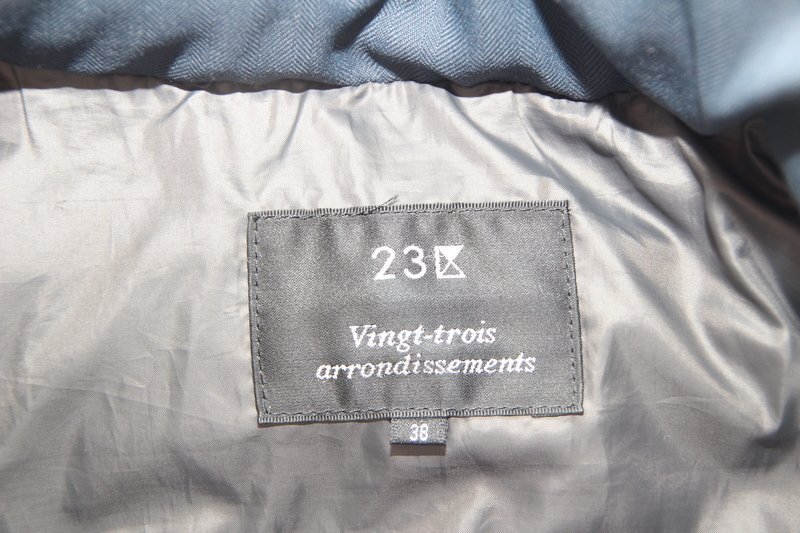 23区
Vingt-trois
arrondissements
38